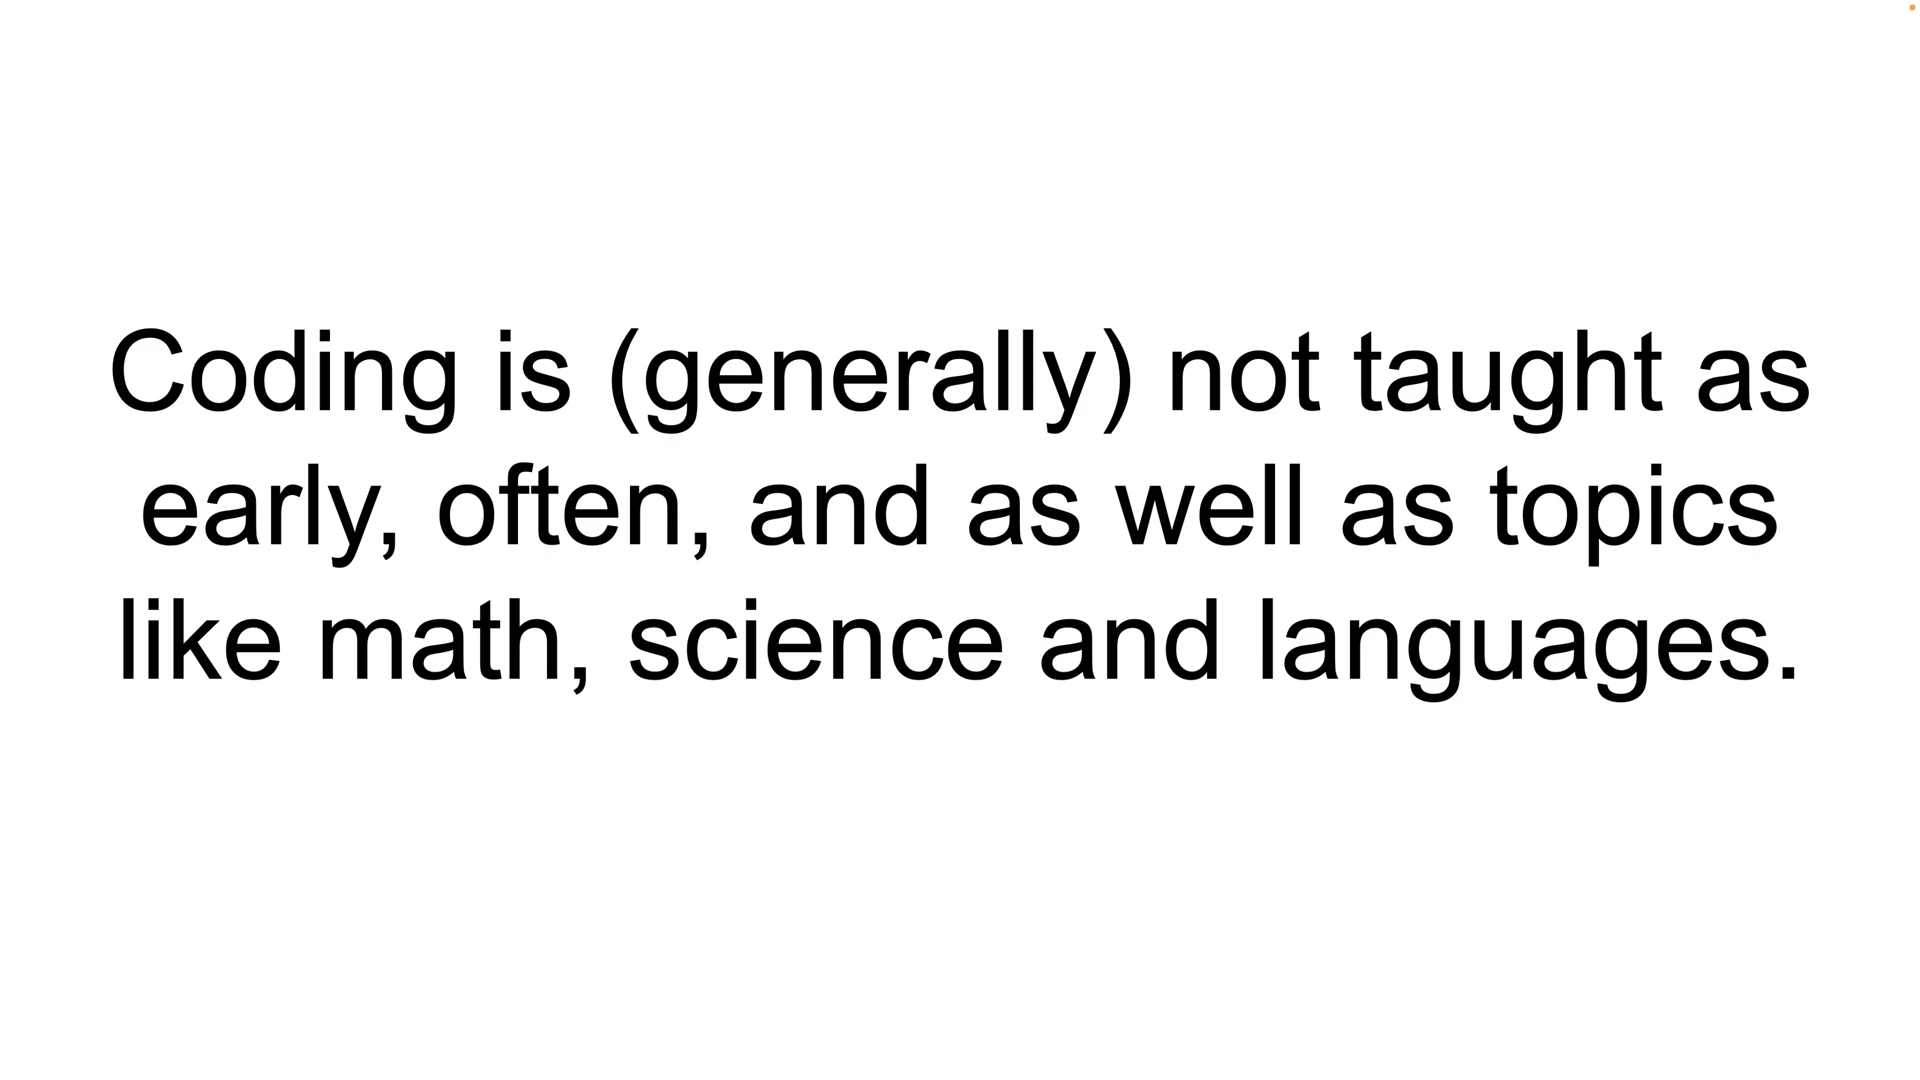 Coding is (generally) not taught as
early, often, and as well as topics
like math, science and languages.